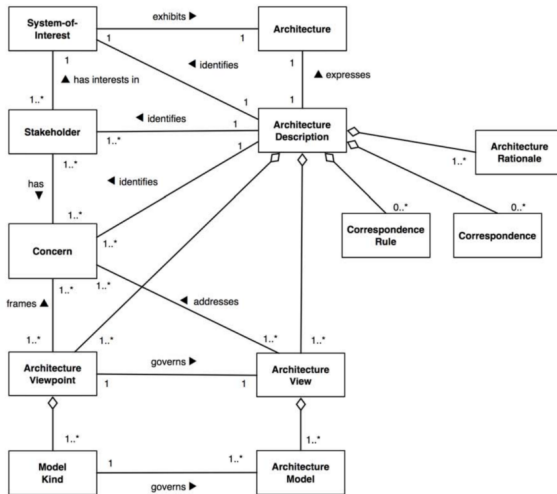 System-of-
Interest
exhibits ►
Architecture
1
1
1
1
◄ identifies
▲ has interests in
▲ expresses
1..*
1
1
Stakeholder
◄ identifies
1..*
1
Architecture
Description
1..*
1
Architecture
Rationale
1..*
has
▼
◄ identifies
0..*
0..*
1..*
1..*
Correspondence
Rule
Correspondence
Concern
1..*
1..*
frames ▲
◄ addresses
1..*
1..*
1..*
1..*
Architecture
Viewpoint
governs ►
1
1
Architecture
View
1..*
1..*
Model
Kind
1
1..*
governs ►
Architecture
Model